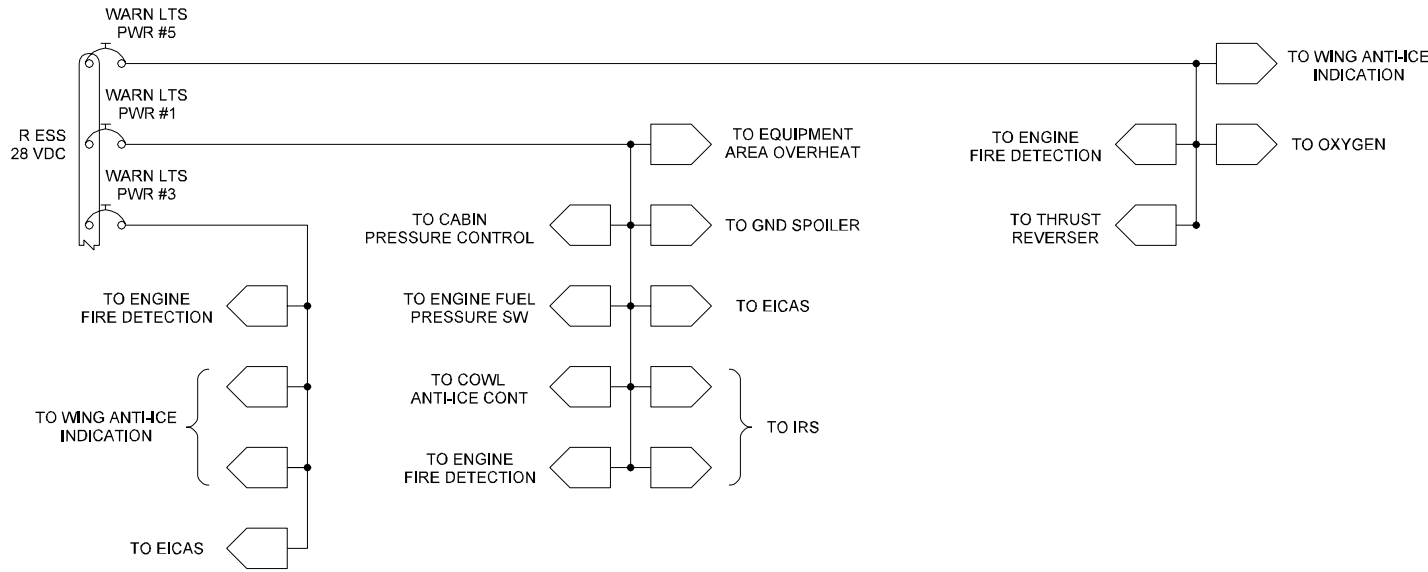 WARN LTS
PWR #5
TO WING ANTI-ICE
INDICATION
WARN LTS
PWR #1
R ESS
28 VDC
TO EQUIPMENT
AREA OVERHEAT
TO ENGINE
FIRE DETECTION
TO OXYGEN
WARN LTS
PWR #3
TO CABIN
PRESSURE CONTROL
TO GND SPOILER
TO THRUST
REVERSER
TO ENGINE
FIRE DETECTION
TO ENGINE FUEL
PRESSURE SW
TO EICAS
TO WING ANTI-ICE
INDICATION
TO COWL
ANTI-ICE CONT
TO IRS
TO ENGINE
FIRE DETECTION
TO EICAS